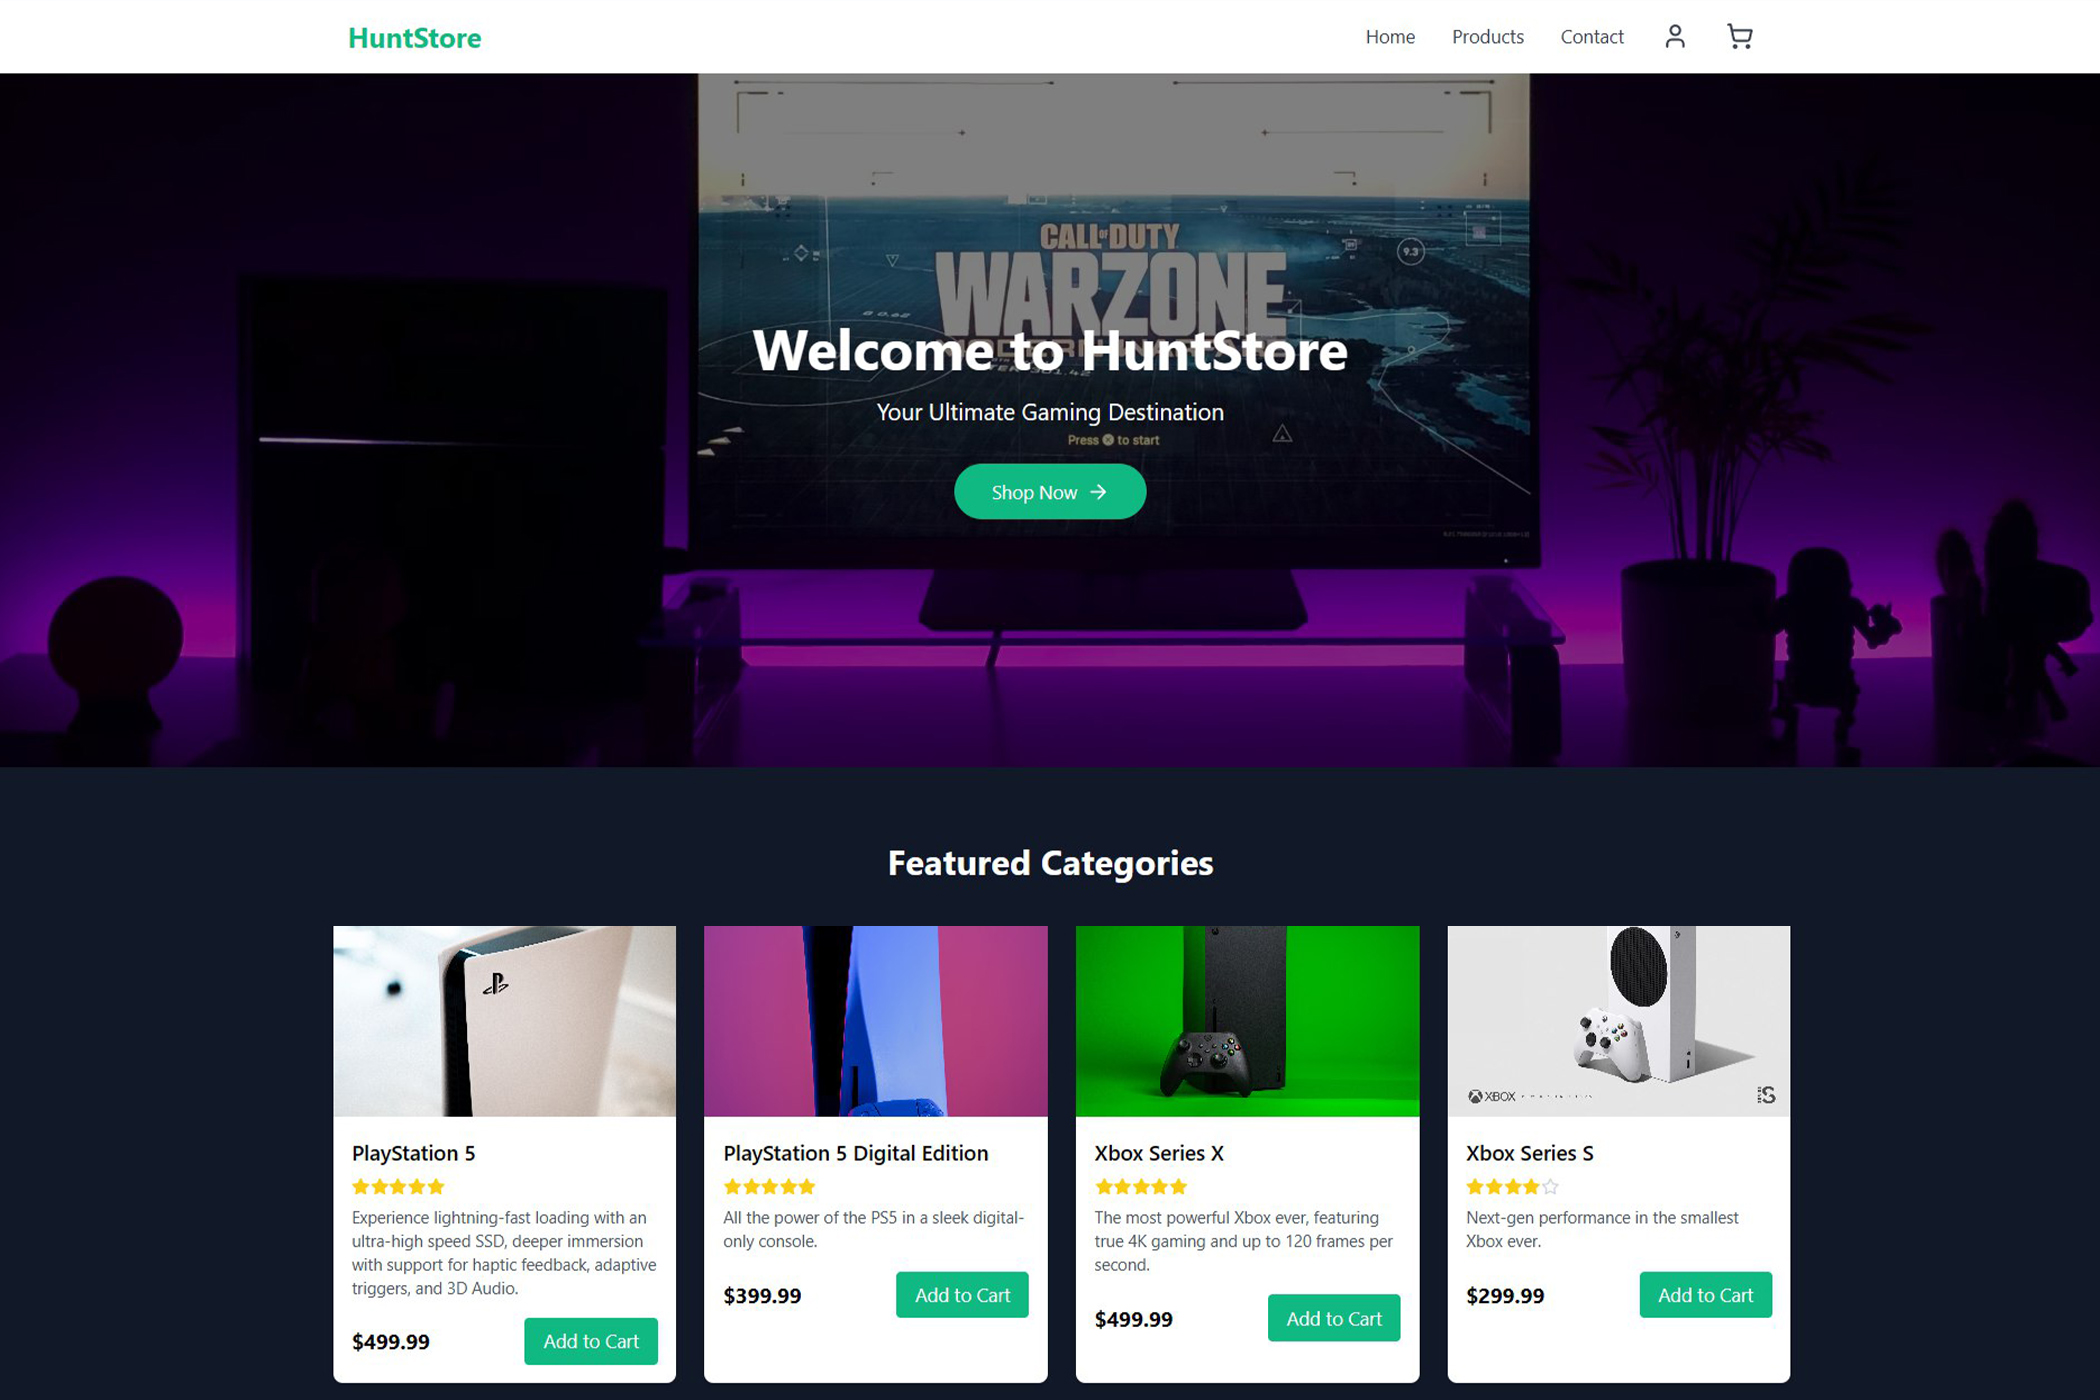 HuntStore
Home Products Contact
CALL OF DUTY
WARZONE
9.3
Welcome to HuntStore
Your Ultimate Gaming Destination
Press ⊗ to start
Shop Now →
Featured Categories
PlayStation 5
Experience lightning-fast loading with an
ultra-high speed SSD, deeper immersion
with support for haptic feedback, adaptive
triggers, and 3D Audio.
$499.99
Add to Cart
PlayStation 5 Digital Edition
All the power of the PS5 in a sleek digital-
only console.
$399.99
Add to Cart
Xbox Series X
The most powerful Xbox ever, featuring
true 4K gaming and up to 120 frames per
second.
$499.99
Add to Cart
XBOX
S
Xbox Series S
Next-gen performance in the smallest
Xbox ever.
$299.99
Add to Cart